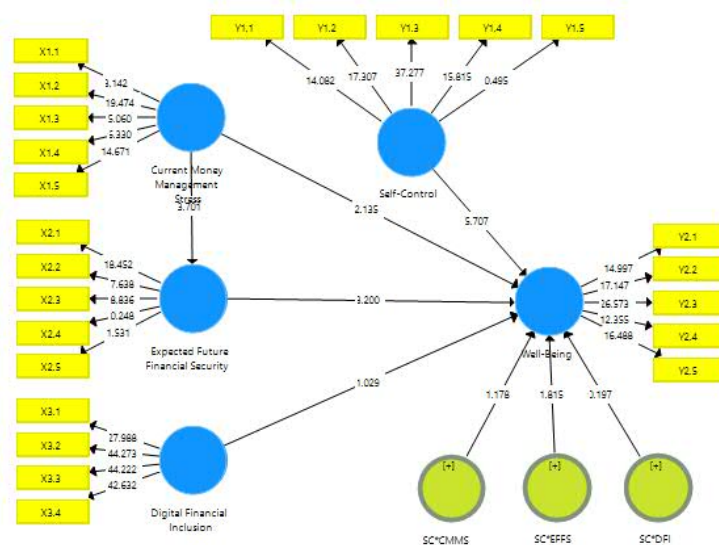 Y1.1
Y1.2
Y1.3
Y1.4
Y1.5
14.082
17.307
37.277
15.815
0.495
Self-Control
X1.1
X1.2
X1.3
X1.4
X1.5
3.142
19.474
5.060
5.330
14.671
Current Money
Management
Stress
3.701
2.135
5.707
X2.1
X2.2
X2.3
X2.4
X2.5
18.452
7.638
8.836
0.248
1.531
Expected Future
Financial Security
3.200
Well-Being
Y2.1
Y2.2
Y2.3
Y2.4
Y2.5
14.997
17.147
26.573
12.355
16.488
1.029
X3.1
X3.2
X3.3
X3.4
27.988
44.273
44.222
42.632
Digital Financial
Inclusion
1.178
1.815
0.197
[+]
[+]
[+]
SC*CMMS
SC*EFFS
SC*DFI